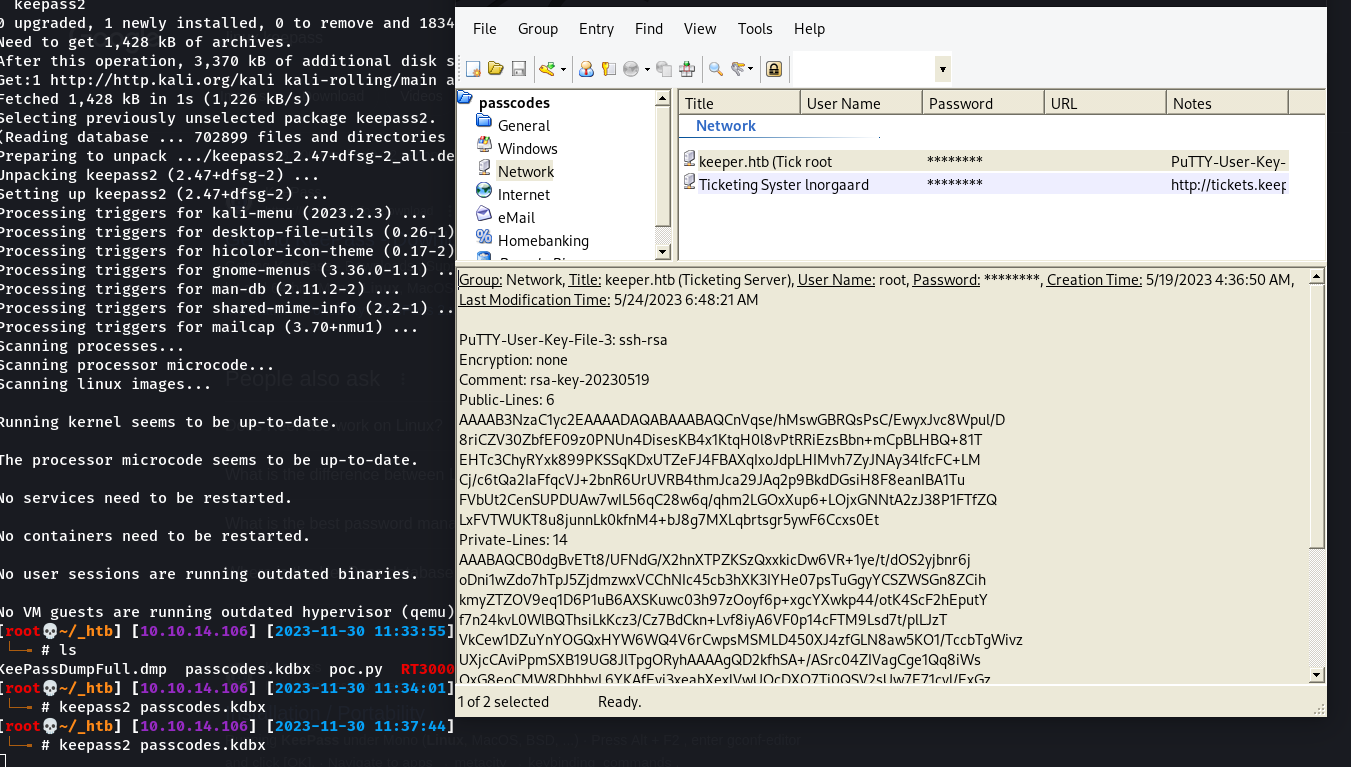 keepass2
0 upgraded, 1 newly installed, 0 to remove and 1834
Need to get 1,428 kB of archives.
After this operation, 3,370 kB of additional disk s
Get:1 http://http.kali.org/kali kali-rolling/main a
Fetched 1,428 kB in 1s (1,226 kB/s)
Selecting previously unselected package keepass2.
(Reading database ... 702899 files and directories
Preparing to unpack .../keepass2_2.47+dfsg-2_all.de
Unpacking keepass2 (2.47+dfsg-2) ...
Setting up keepass2 (2.47+dfsg-2) ...
Processing triggers for kali-menu (2023.2.3) ...
Processing triggers for desktop-file-utils (0.26-1)
Processing triggers for hicolor-icon-theme (0.17-2)
Processing triggers for gnome-menus (3.36.0-1.1) ..
Processing triggers for man-db (2.11.2-2) ...
Processing triggers for shared-mime-info (2.2-1) ..
Processing triggers for mailcap (3.70+nmu1) ...
Scanning processes...
Scanning processor microcode...
Scanning linux images...
People also ask
Running kernel seems to be up-to-date.
The processor microcode seems to be up-to-date.
What is the difference between
No services need to be restarted.
What is the best password mana
No containers need to be restarted.
No user sessions are running outdated binaries.
No VM guests are running outdated hypervisor (qemu)
[root💀~/_htb] [10.10.14.106] [2023-11-30 11:33:55]
└─╼ # ls
KeePassDumpFull.dmp passcodes.kdbx poc.py RT3000
[root💀~/_htb] [10.10.14.106] [2023-11-30 11:34:01]
└─╼ # keepass2 passcodes.kdbx
[root💀~/_htb] [10.10.14.106] [2023-11-30 11:37:44]
└─╼ # keepass2 passcodes.kdbx
File Group Entry Find View Tools Help
passcodes
General
Windows
Network
Internet
eMail
Homebanking
Title User Name Password URL Notes
Network
keeper.htb (Tick root ******** PuTTY-User-Key-
Ticketing Syster lnorgaard ******** http://tickets.keep
Group: Network, Title: keeper.htb (Ticketing Server), User Name: root, Password: ********, Creation Time: 5/19/2023 4:36:50 AM,
Last Modification Time: 5/24/2023 6:48:21 AM
PuTTY-User-Key-File-3: ssh-rsa
Encryption: none
Comment: rsa-key-20230519
Public-Lines: 6
AAAAB3NzaC1yc2EAAAADAQABAAABAQCnVqse/hMswGBRQsPsC/EwyxJvc8Wpul/D
8riCZV30ZbfEF09z0PNUn4DisesKB4x1KtqH0l8vPtRRiEzsBbn+mCpBLHBQ+81T
EHTc3ChyRYxk899PKSSqKDxUTZeFJ4FBAXqIxoJdpLHIMvh7ZyJNAy34lfcFC+LM
Cj/c6tQa2IaFfqcVJ+2bnR6UrUVRB4thmJca29JAq2p9BkdDGsiH8F8eanIBA1Tu
FVbUt2CenSUPDUAw7wIL56qC28w6q/qhm2LGOxXup6+LOjxGNNtA2zJ38P1FTfZQ
LxFVTWUKT8u8junnLk0kfnM4+bJ8g7MXLqbrtsgr5ywF6Ccxs0Et
Private-Lines: 14
AAABAQCB0dgBvETt8/UFNdG/X2hnXTPZKSzQxxkicDw6VR+1ye/t/dOS2yjbnr6j
oDni1wZdo7hTpJ5ZjdmzwxVCChNIc45cb3hXK3IYHe07psTuGgyYCSZWSGn8ZCih
kmyZTZOV9eq1D6P1uB6AXSKuwc03h97zOoyf6p+xgcYXwkp44/otK4ScF2hEputY
f7n24kvL0WlBQThsiLkKcz3/Cz7BdCkn+Lvf8iyA6VF0p14cFTM9Lsd7t/plLJzT
VkCew1DZuYnYOGQxHYW6WQ4V6rCwpsMSMLD450XJ4zfGLN8aw5KO1/TccbTgWivz
UXjcCAviPpmSXB19UG8JlTpgORyhAAAAgQD2kfhSA+/ASrc04ZIVagCge1Qq8iWs
1 of 2 selected Ready.